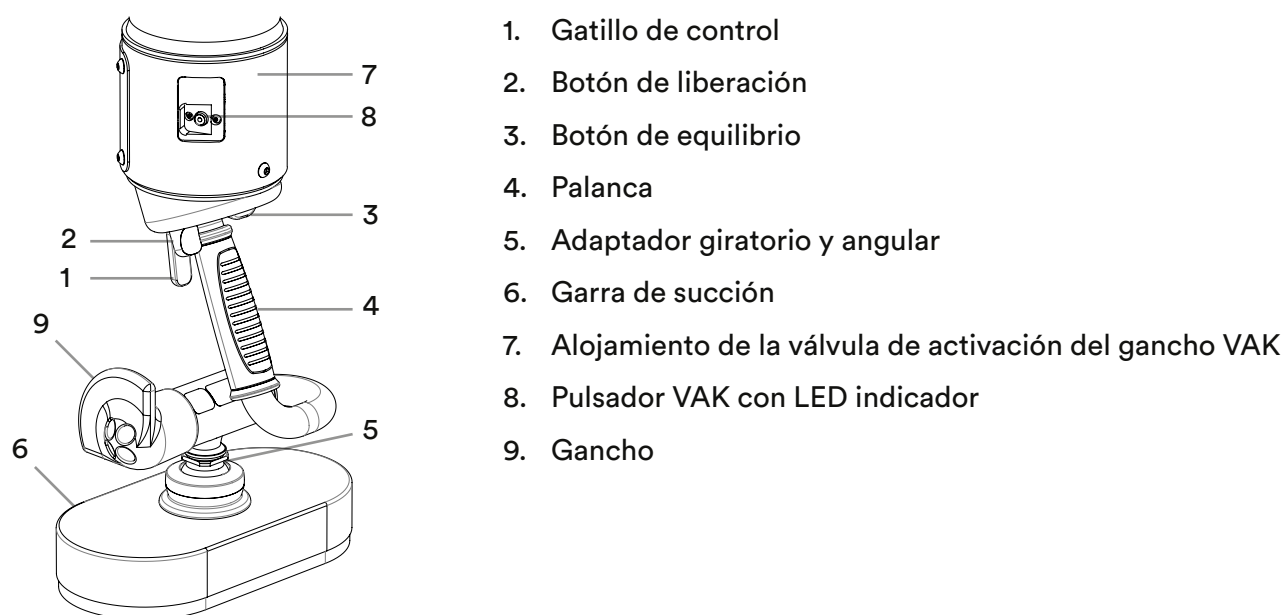 7
8
3
2
1
4
9
5
6
1. Gatillo de control
2. Botón de liberación
3. Botón de equilibrio
4. Palanca
5. Adaptador giratorio y angular
6. Garra de succión
7. Alojamiento de la válvula de activación del gancho VAK
8. Pulsador VAK con LED indicador
9. Gancho